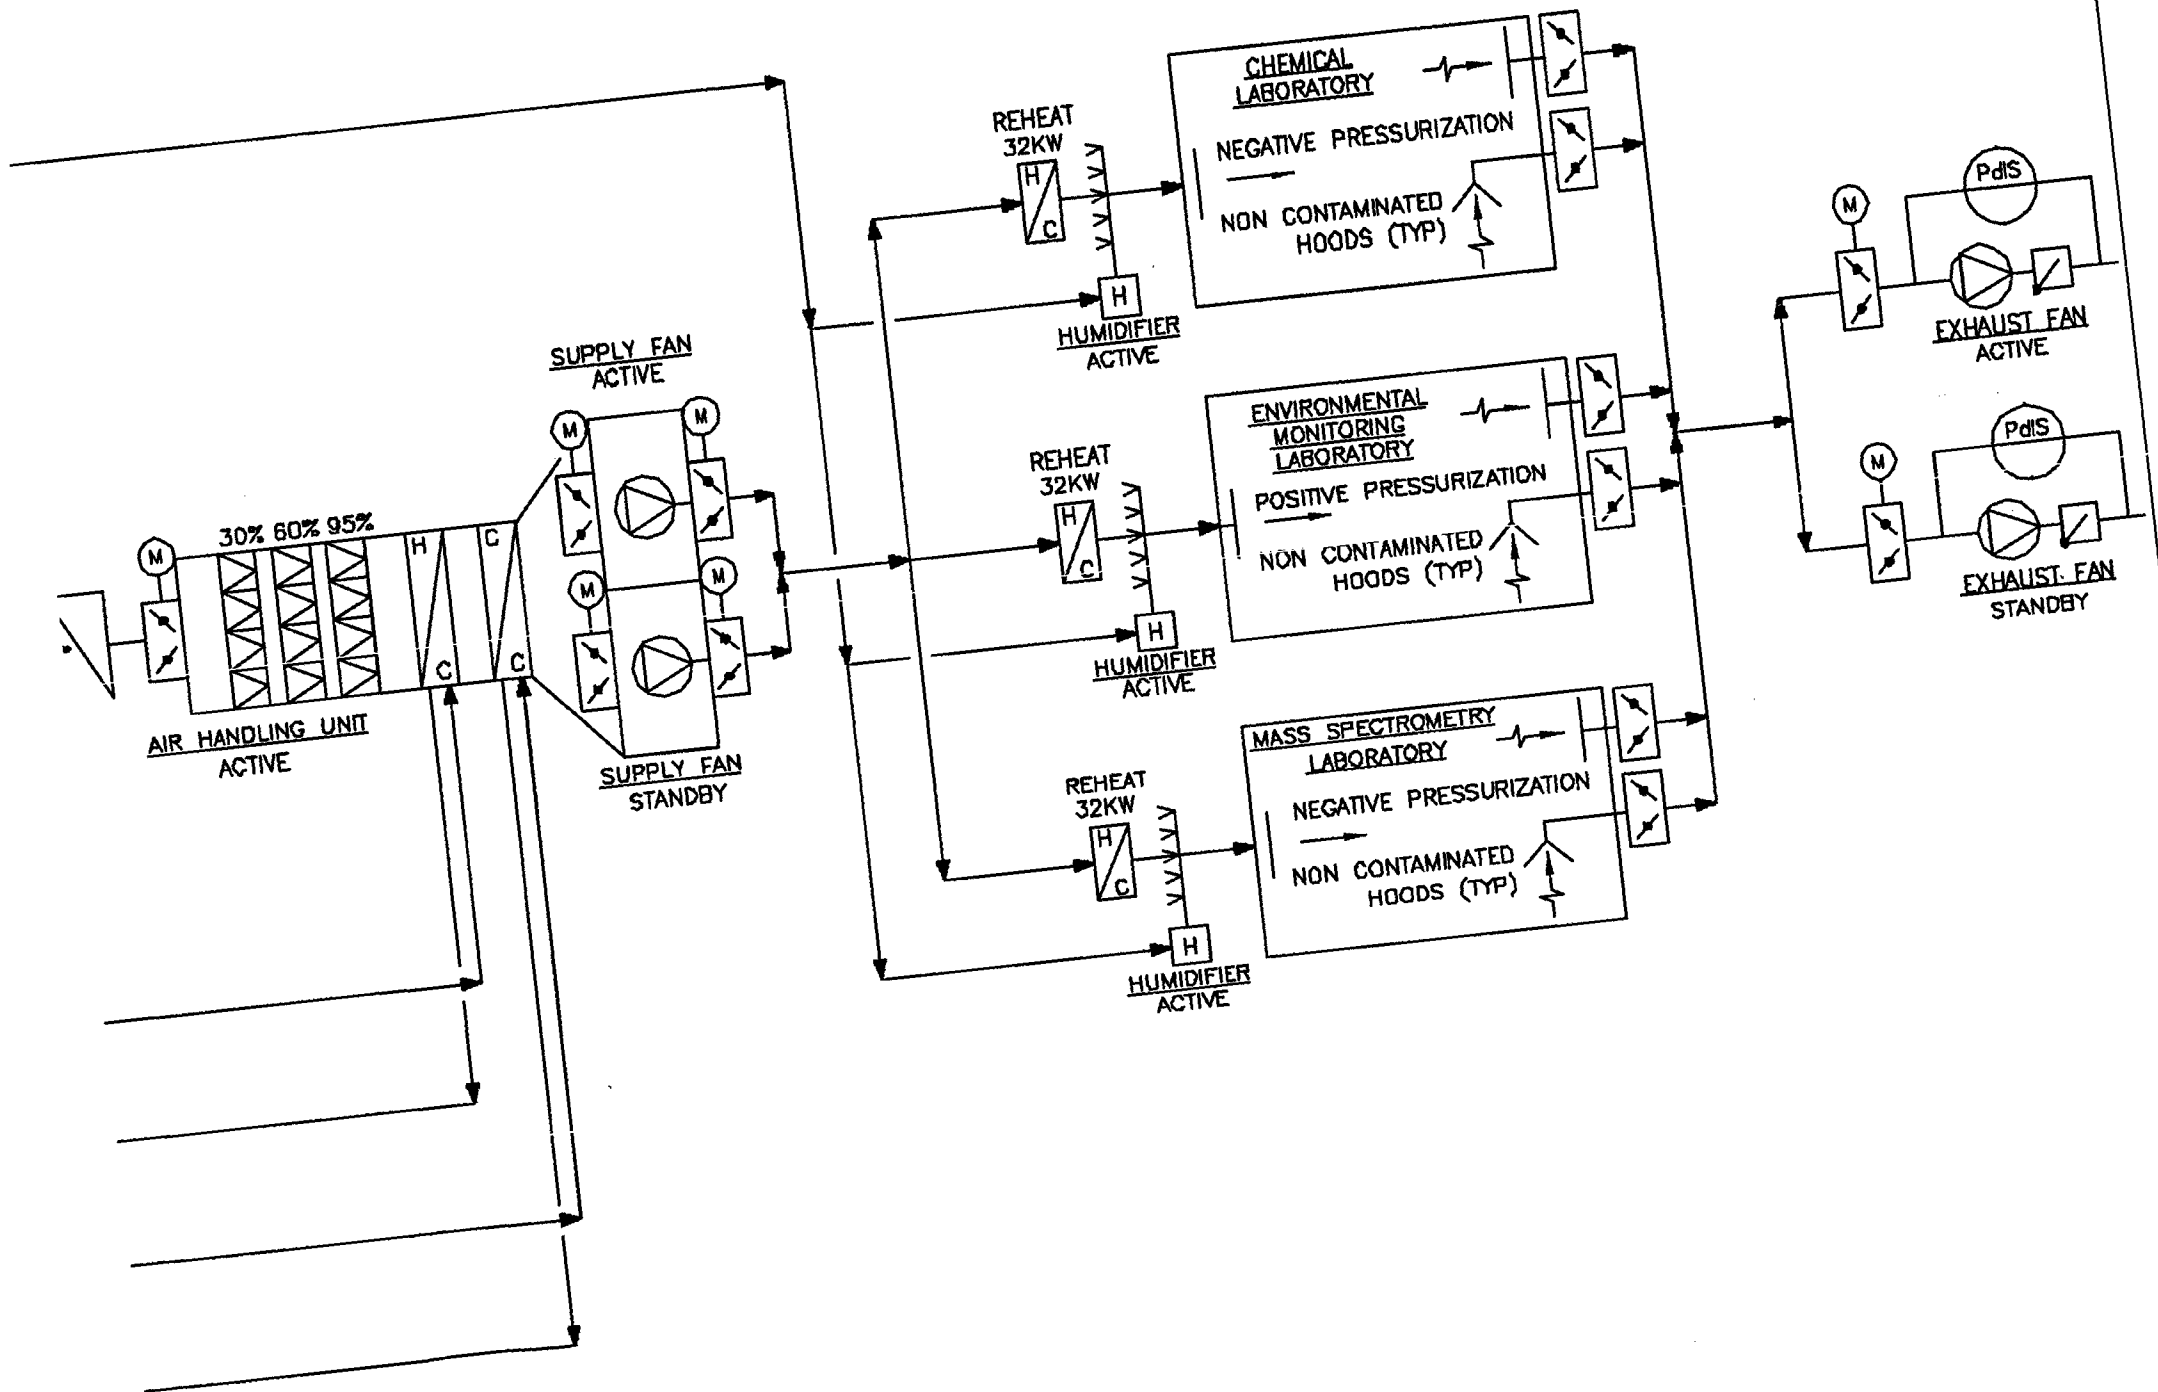 CHEMICAL
LABORATORY
NEGATIVE PRESSURIZATION
NON CONTAMINATED
HOODS (TYP)
REHEAT
32KW
H
C
H
HUMIDIFIER
ACTIVE
PdIS
M
EXHAUST FAN
ACTIVE
SUPPLY FAN
ACTIVE
M
M
ENVIRONMENTAL
MONITORING
LABORATORY
POSITIVE PRESSURIZATION
NON CONTAMINATED
HOODS (TYP)
REHEAT
32KW
H
C
H
HUMIDIFIER
ACTIVE
PdIS
M
EXHAUST FAN
STANDBY
30% 60% 95%
M
H
C
C
C
M
M
AIR HANDLING UNIT
ACTIVE
SUPPLY FAN
STANDBY
MASS SPECTROMETRY
LABORATORY
NEGATIVE PRESSURIZATION
NON CONTAMINATED
HOODS (TYP)
REHEAT
32KW
H
C
H
HUMIDIFIER
ACTIVE